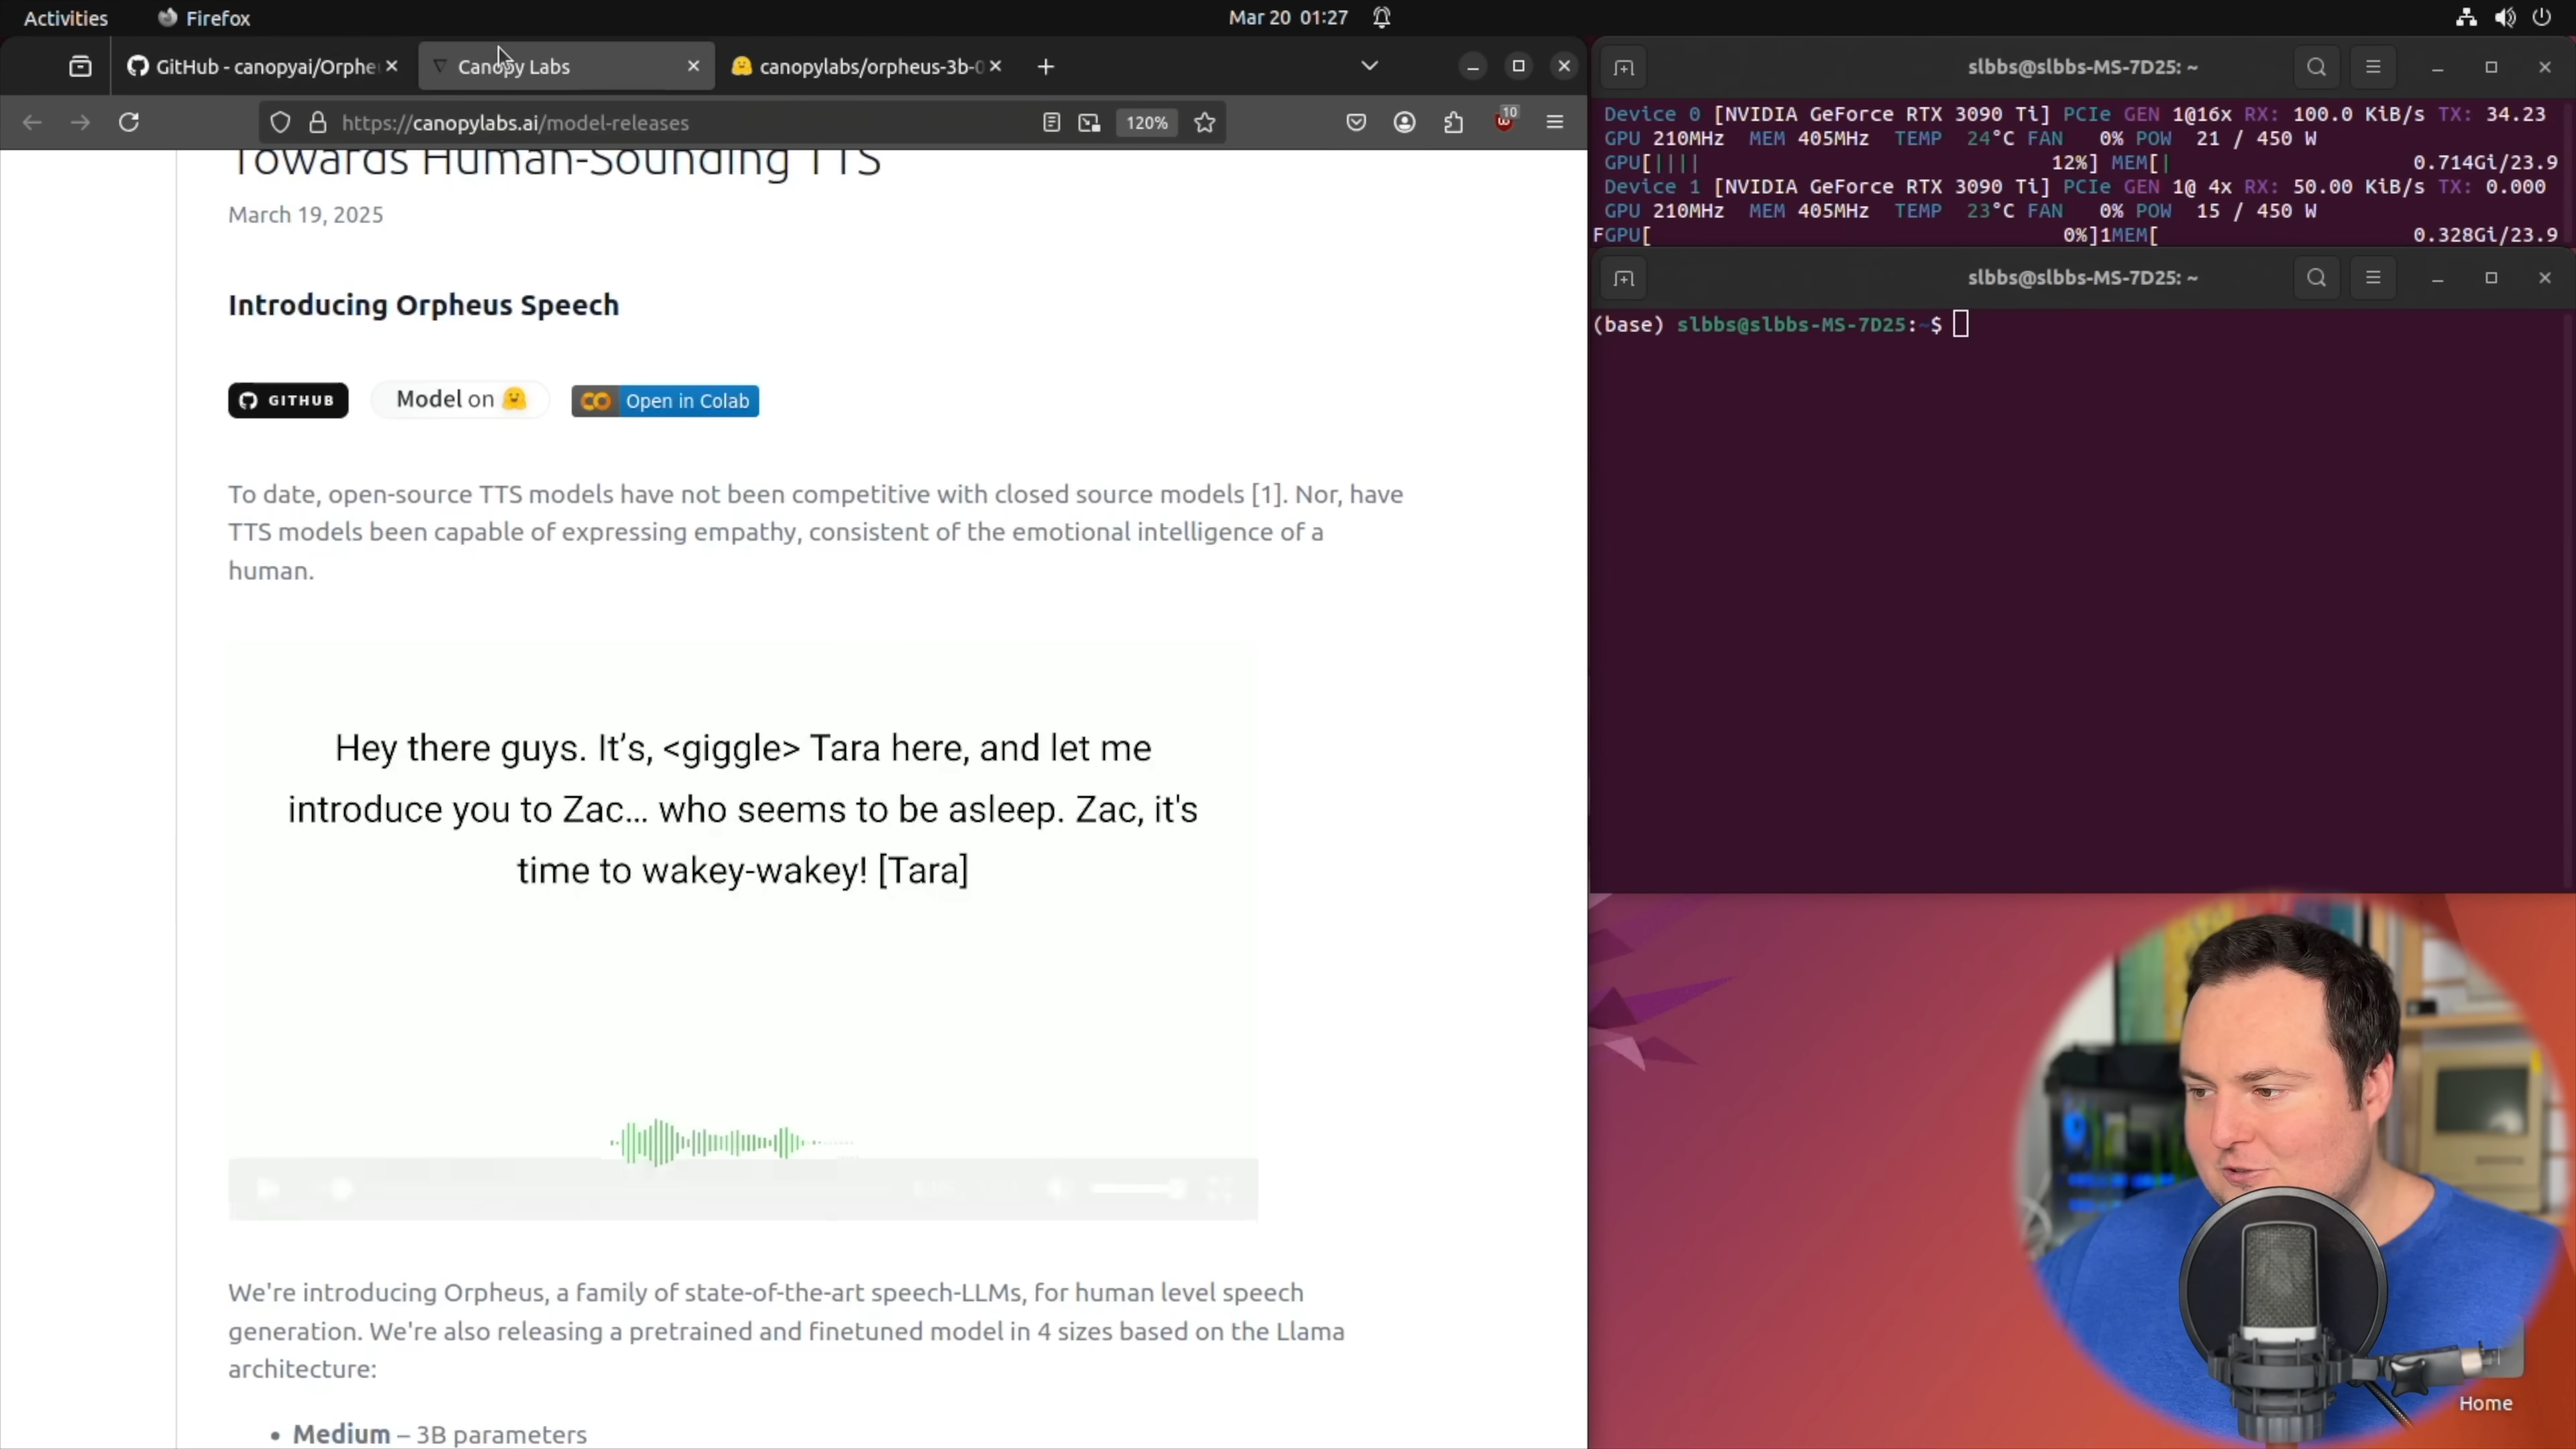 Activities
Firefox
Mar 20 01:27
GitHub - canopyai/Orphe
Canopy Labs
canopylabs/orpheus-3b-0
https://canopylabs.ai/model-releases
120%
10
Towards Human-Sounding TTS
March 19, 2025
Introducing Orpheus Speech
GITHUB
Model on
Open in Colab
To date, open-source TTS models have not been competitive with closed source models [1]. Nor, have
TTS models been capable of expressing empathy, consistent of the emotional intelligence of a
human.
Hey there guys. It's, <giggle> Tara here, and let me
introduce you to Zac... who seems to be asleep. Zac, it's
time to wakey-wakey! [Tara]
We're introducing Orpheus, a family of state-of-the-art speech-LLMs, for human level speech
generation. We're also releasing a pretrained and finetuned model in 4 sizes based on the Llama
architecture:
• Medium – 3B parameters
slbbs@slbbs-MS-7D25: ~
Device 0 [NVIDIA GeForce RTX 3090 Ti] PCIe GEN 1@16x RX: 100.0 KiB/s TX: 34.23
GPU 210MHz MEM 405MHz TEMP 24°C FAN 0% POW 21 / 450 W
GPU[|||| 12%] MEM[| 0.714Gi/23.9
Device 1 [NVIDIA GeForce RTX 3090 Ti] PCIe GEN 1@ 4x RX: 50.00 KiB/s TX: 0.000
GPU 210MHz MEM 405MHz TEMP 23°C FAN 0% POW 15 / 450 W
FGPU[ 0%]1MEM[ 0.328Gi/23.9
slbbs@slbbs-MS-7D25: ~
(base) slbbs@slbbs-MS-7D25:~$
Home